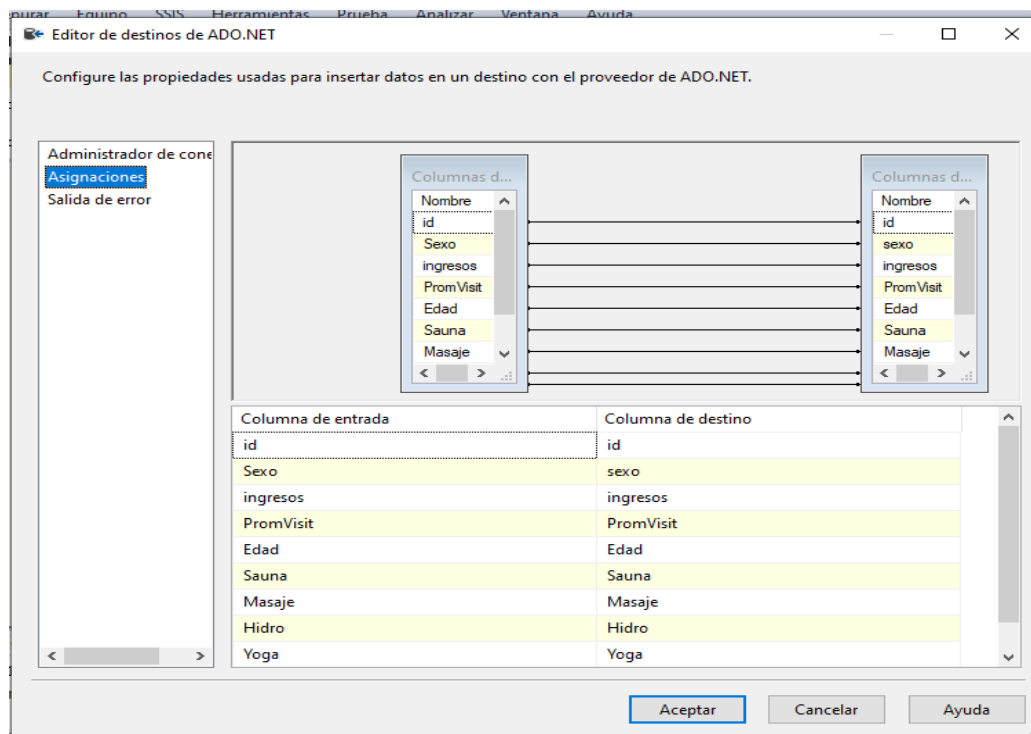 Equipo SSIS Herramientas Prueba Analizar Ventana Ayuda
Editor de destinos de ADO.NET
Configure las propiedades usadas para insertar datos en un destino con el proveedor de ADO.NET.
Administrador de cone
Asignaciones
Salida de error
Columnas d...
Nombre
id
Sexo
ingresos
PromVisit
Edad
Sauna
Masaje
Columnas d...
Nombre
id
sexo
ingresos
PromVisit
Edad
Sauna
Masaje
Columna de entrada Columna de destino
id id
Sexo sexo
ingresos ingresos
PromVisit PromVisit
Edad Edad
Sauna Sauna
Masaje Masaje
Hidro Hidro
Yoga Yoga
Aceptar Cancelar Ayuda